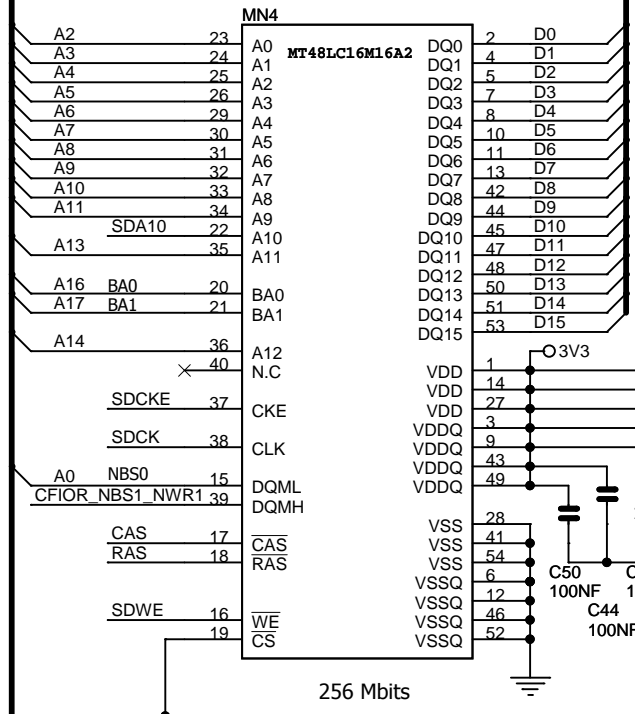 MN4
MT48LC16M16A2
A2 23 A0 DQ0 2 D0
A3 24 A1 DQ1 4 D1
A4 25 A2 DQ2 5 D2
A5 26 A3 DQ3 7 D3
A6 29 A4 DQ4 8 D4
A7 30 A5 DQ5 10 D5
A8 31 A6 DQ6 11 D6
A9 32 A7 DQ7 13 D7
A10 33 A8 DQ8 42 D8
A11 34 A9 DQ9 44 D9
SDA10 22 A10 DQ10 45 D10
A13 35 A11 DQ11 47 D11
DQ12 48 D12
A16 BA0 20 BA0 DQ13 50 D13
A17 BA1 21 BA1 DQ14 51 D14
DQ15 53 D15
A14 36 A12 3V3
40 N.C VDD 1
VDD 14
SDCKE 37 CKE VDD 27
VDDQ 3
SDCK 38 CLK VDDQ 9
VDDQ 43
A0 NBS0 15 DQML VDDQ 49
CFIOR_NBS1_NWR1 39 DQMH
VSS 28
CAS 17 CAS VSS 41
RAS 18 RAS VSS 54
VSSQ 6
VSSQ 12
SDWE 16 WE VSSQ 46
19 CS VSSQ 52
C50
100NF
C44
100NF
256 Mbits